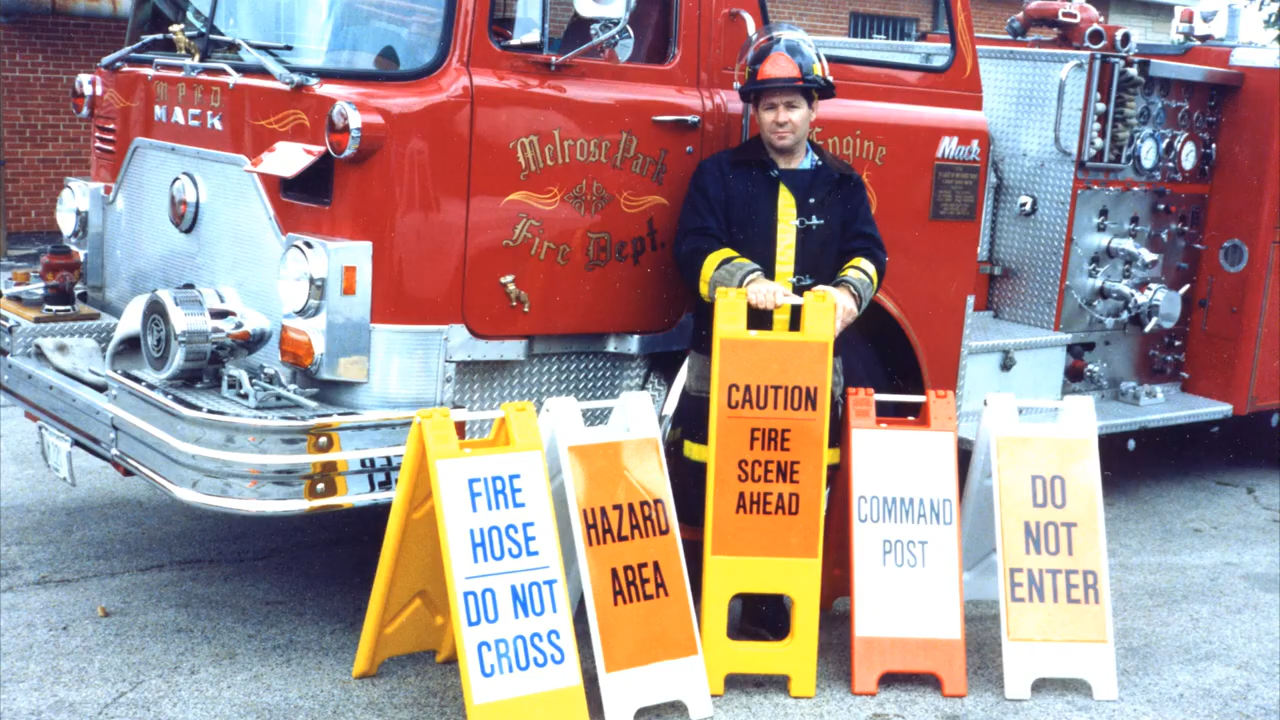 MPFD
MACK
Melrose Park
Fire Dept.
Engine
Mack
CAUTION
FIRE
SCENE
AHEAD
FIRE
HOSE
DO NOT
CROSS
HAZARD
AREA
COMMAND
POST
DO
NOT
ENTER